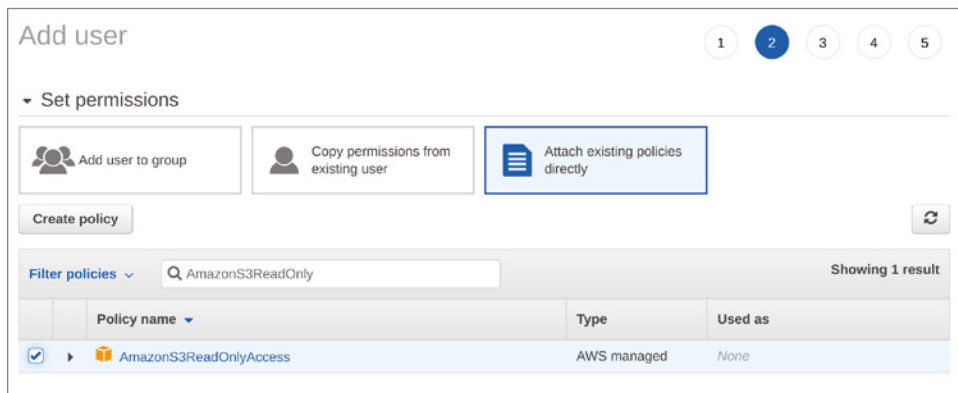 Add user
1 2 3 4 5
Set permissions
Add user to group
Copy permissions from
existing user
Attach existing policies
directly
Create policy
Filter policies
AmazonS3ReadOnly
Showing 1 result
Policy name Type Used as
AmazonS3ReadOnlyAccess AWS managed None